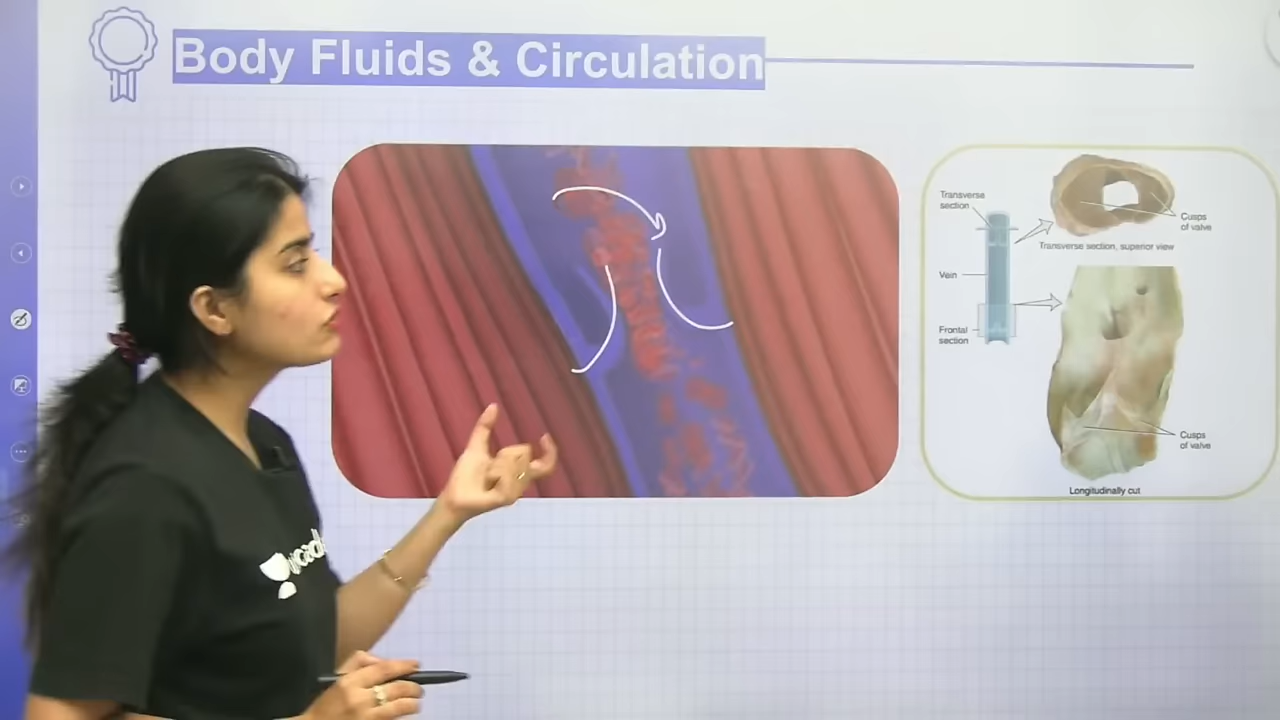 Body Fluids & Circulation
Transverse
section
Cusps
of valve
Transverse section, superior view
Vein
Frontal
section
Cusps
of valve
Longitudinally cut